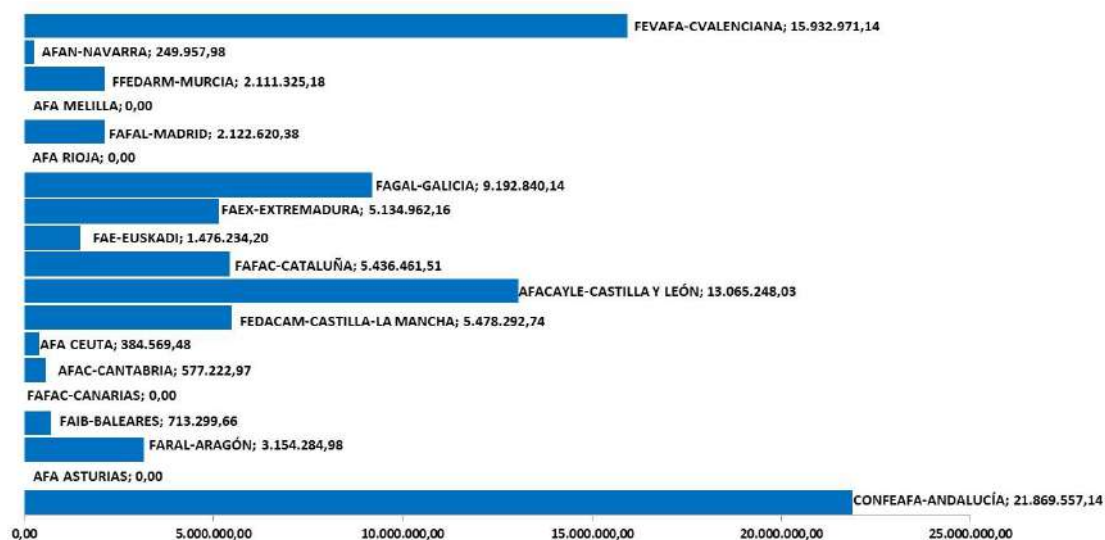 FEVAFA-CVALENCIANA; 15.932.971,14
AFAN-NAVARRA; 249.957,98
FFEDARM-MURCIA; 2.111.325,18
AFA MELILLA; 0,00
FAFAL-MADRID; 2.122.620,38
AFA RIOJA; 0,00
FAGAL-GALICIA; 9.192.840,14
FAEX-EXTREMADURA; 5.134.962,16
FAE-EUSKADI; 1.476.234,20
FAFAC-CATALUÑA; 5.436.461,51
AFACAYLE-CASTILLA Y LEÓN; 13.065.248,03
FEDACAM-CASTILLA-LA MANCHA; 5.478.292,74
AFA CEUTA; 384.569,48
AFAC-CANTABRIA; 577.222,97
FAFAC-CANARIAS; 0,00
FAIB-BALEARES; 713.299,66
FARAL-ARAGÓN; 3.154.284,98
AFA ASTURIAS; 0,00
CONFEAFA-ANDALUCÍA; 21.869.557,14
0,00 5.000.000,00 10.000.000,00 15.000.000,00 20.000.000,00 25.000.000,00